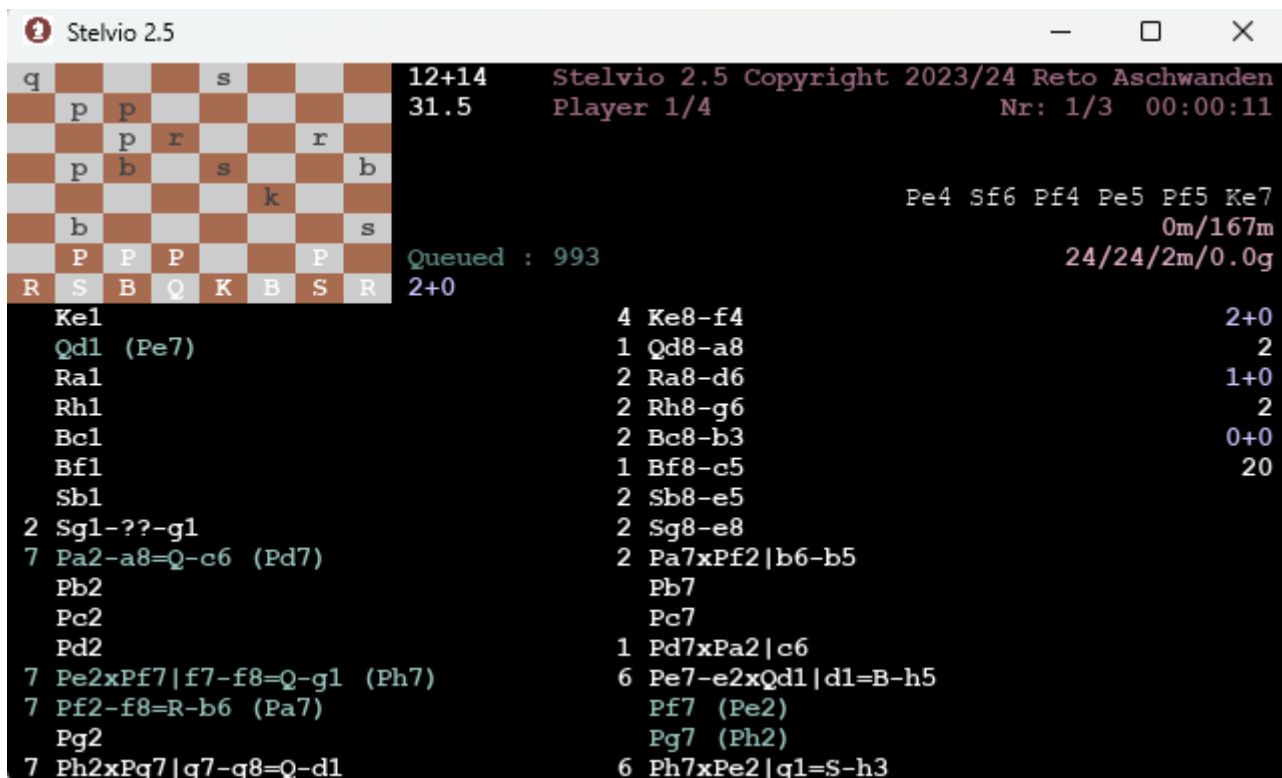 Stelvio 2.5
q s 12+14 Stelvio 2.5 Copyright 2023/24 Reto Aschwanden
p p 31.5 Player 1/4 Nr: 1/3 00:00:11
p r r
p b s b
k Pe4 Sf6 Pf4 Pe5 Pf5 Ke7
b s 0m/167m
P P P P Queued : 993 24/24/2m/0.0g
R S B Q K B S R 2+0
Ke1 4 Ke8-f4 2+0
Qd1 (Pe7) 1 Qd8-a8 2
Ra1 2 Ra8-d6 1+0
Rh1 2 Rh8-g6 2
Bc1 2 Bc8-b3 0+0
Bf1 1 Bf8-c5 20
Sb1 2 Sb8-e5
2 Sg1-??-g1 2 Sg8-e8
7 Pa2-a8=Q-c6 (Pd7) 2 Pa7xPf2|b6-b5
Pb2 Pb7
Pc2 Pc7
Pd2 1 Pd7xPa2|c6
7 Pe2xPf7|f7-f8=Q-g1 (Ph7) 6 Pe7-e2xQd1|d1=B-h5
7 Pf2-f8=R-b6 (Pa7) Pf7 (Pe2)
Pg2 Pg7 (Ph2)
7 Ph2xPg7|g7-g8=Q-d1 6 Ph7xPe2|g1=S-h3